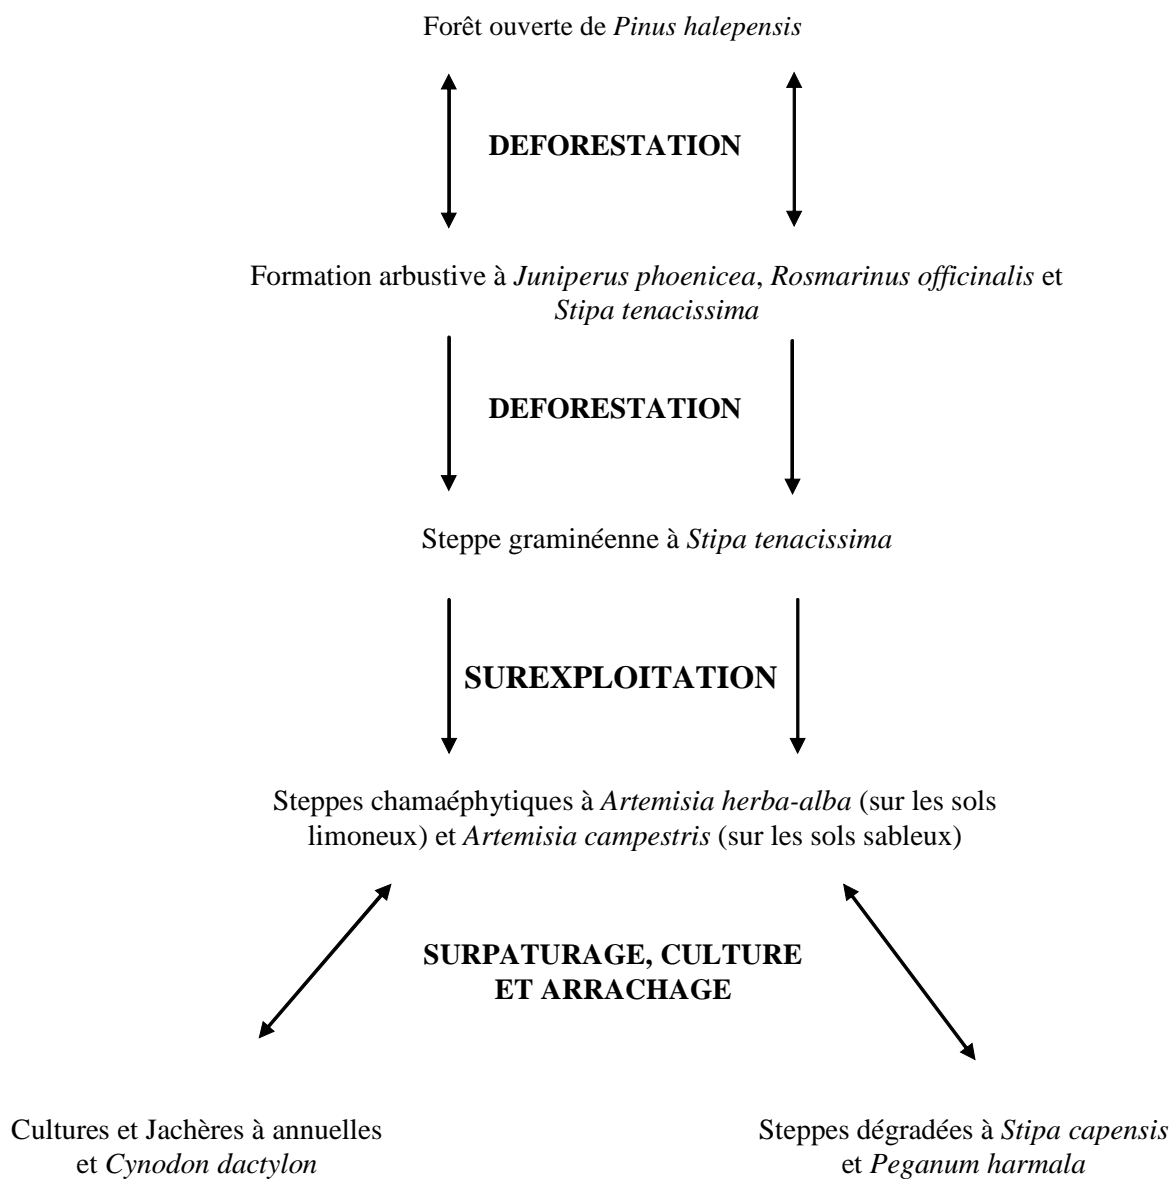 Forêt ouverte de Pinus halepensis
DEFORESTATION
Formation arbustive à Juniperus phoenicea, Rosmarinus officinalis et
Stipa tenacissima
DEFORESTATION
Steppe graminéenne à Stipa tenacissima
SUREXPLOITATION
Steppes chamaéphytiques à Artemisia herba-alba (sur les sols
limoneux) et Artemisia campestris (sur les sols sableux)
SURPATURAGE, CULTURE
ET ARRACHAGE
Cultures et Jachères à annuelles
et Cynodon dactylon
Steppes dégradées à Stipa capensis
et Peganum harmala